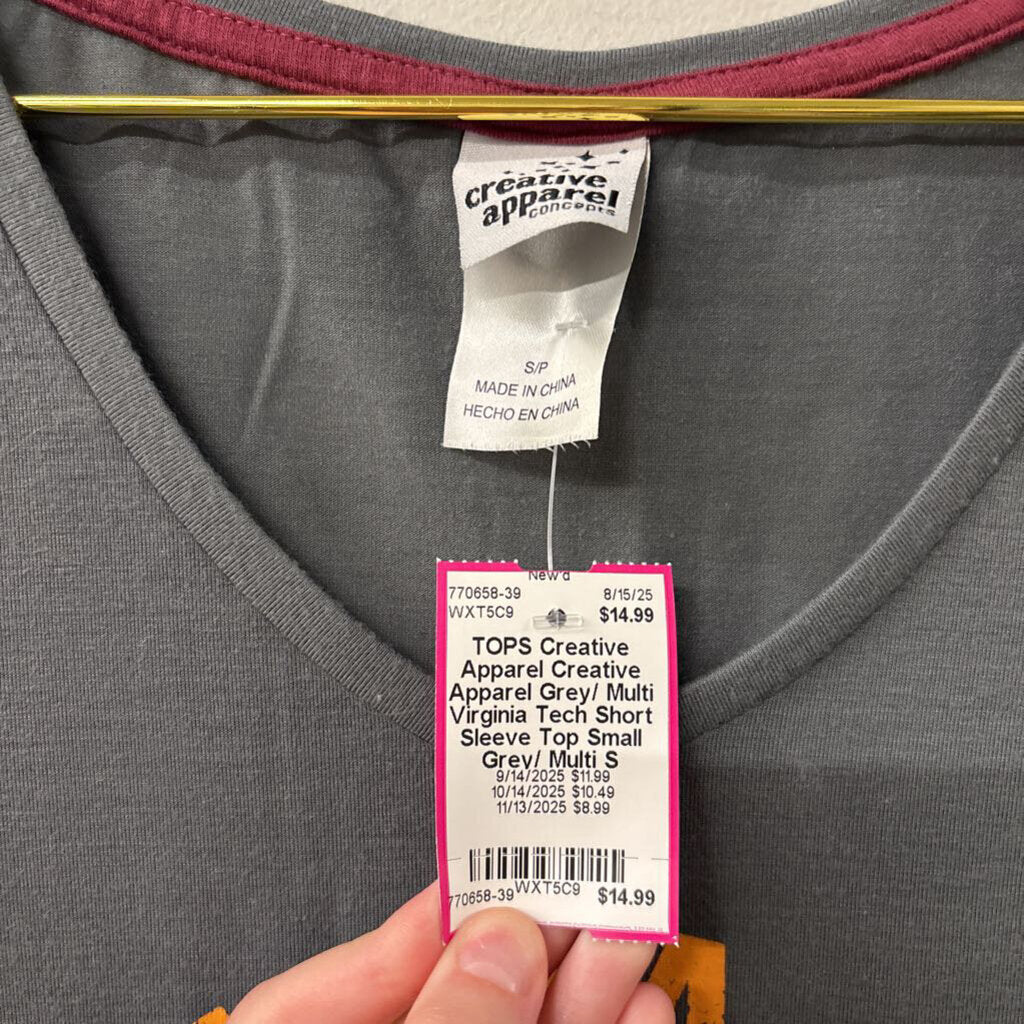 creative
apparel
concepts
S/P
MADE IN CHINA
HECHO EN CHINA
New'd
770658-39 8/15/25
WXT5C9 $14.99
TOPS Creative
Apparel Creative
Apparel Grey/ Multi
Virginia Tech Short
Sleeve Top Small
Grey/ Multi S
9/14/2025 $11.99
10/14/2025 $10.49
11/13/2025 $8.99
WXT5C9
770658-39 $14.99